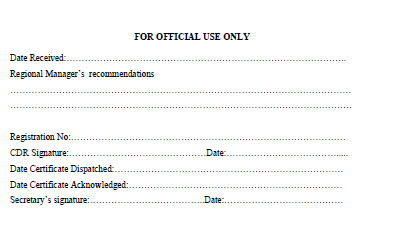 FOR OFFICIAL USE ONLY
Date Received:…………………………………………………………………………………..
Regional Manager’s recommendations
………………………………………………………………………………………………………
………………………………………………………………………………………………………
Registration No:…………………………………………………………………………………
CDR Signature:……………………………………….Date:…………………………………....
Date Certificate Dispatched:……………………………………………………………………
Date Certificate Acknowledged:………………………………………………………………
Secretary’s signature:…………………………………Date:…………………………………